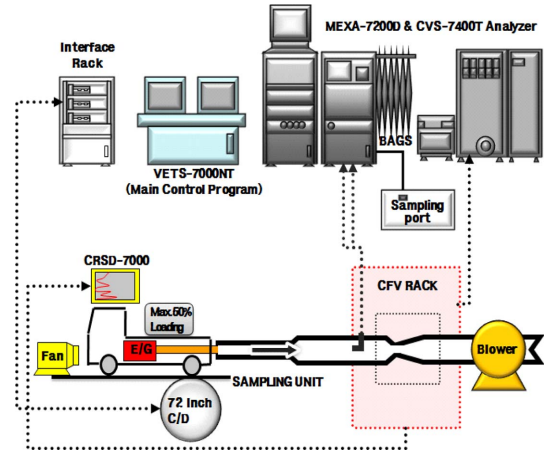 MEXA-7200D & CVS-7400T Analyzer
Interface
Rack
BAGS
VETS-7000NT
(Main Control Program)
Sampling
port
CRSD-7000
CFV RACK
Max.50%
Loading
Fan
E/G
Blower
SAMPLING UNIT
72 Inch
C/D